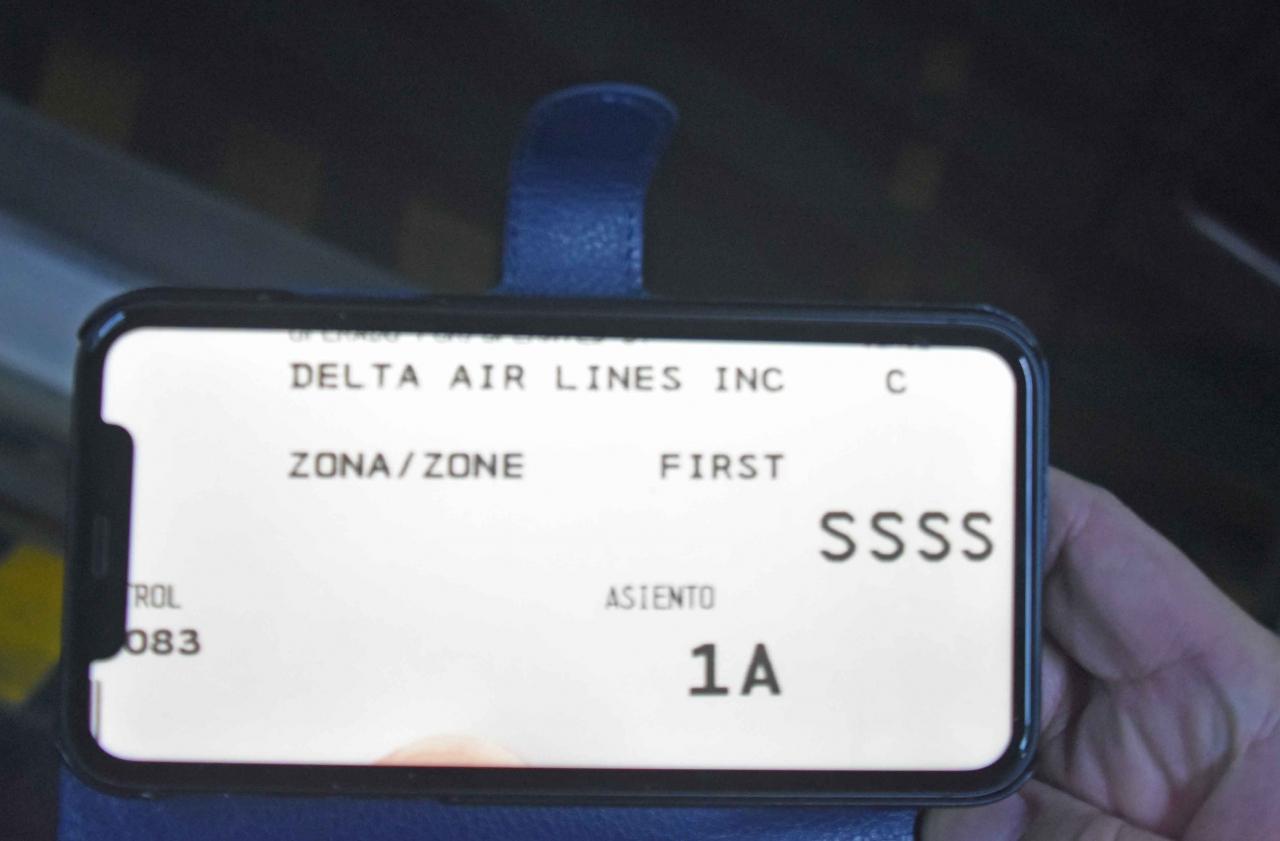 DELTA AIR LINES INC C
ZONA/ZONE FIRST
SSSS
TROL ASIENTO
083 1A